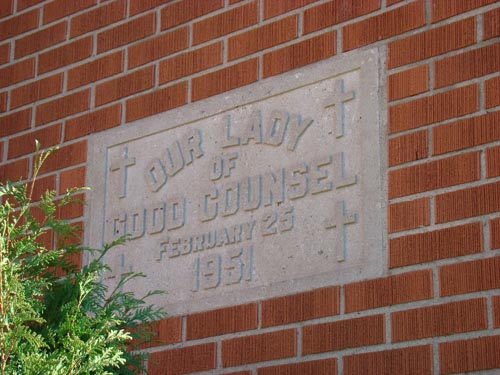 OUR LADY
OF
GOOD COUNSEL
FEBRUARY 25
1951